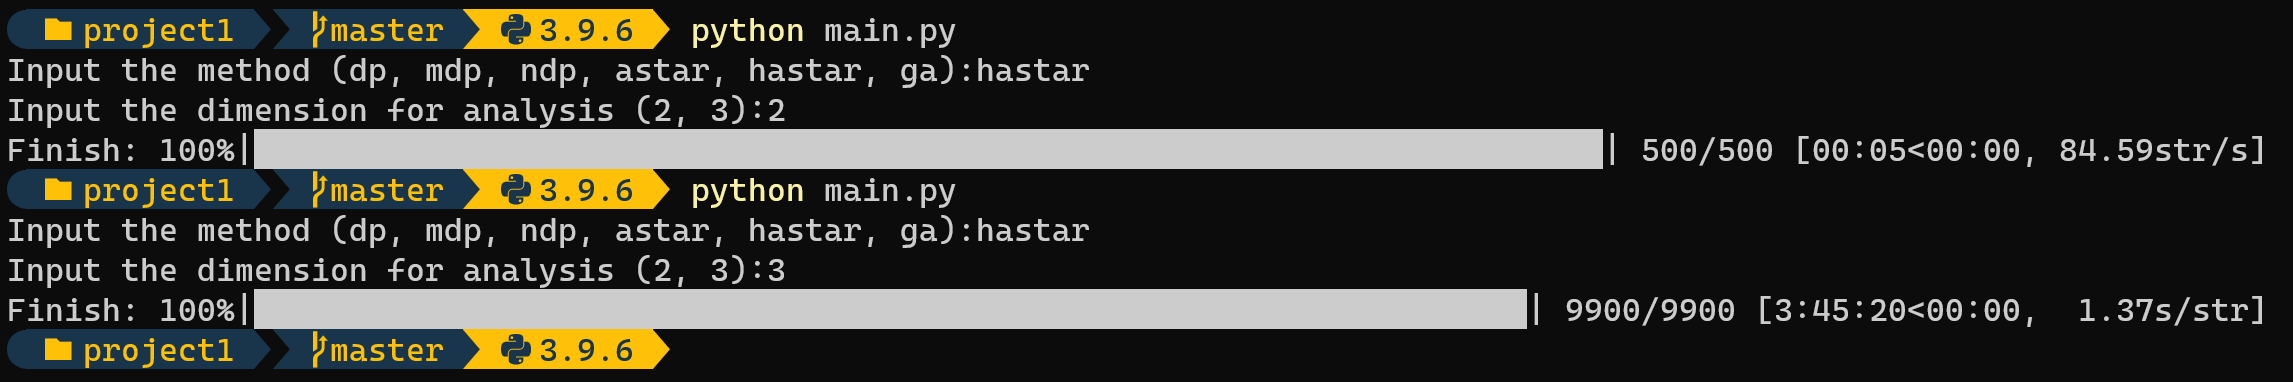 project1 master 3.9.6 python main.py
Input the method (dp, mdp, ndp, astar, hastar, ga):hastar
Input the dimension for analysis (2, 3):2
Finish: 100%| | 500/500 [00:05<00:00, 84.59str/s]
project1 master 3.9.6 python main.py
Input the method (dp, mdp, ndp, astar, hastar, ga):hastar
Input the dimension for analysis (2, 3):3
Finish: 100%| | 9900/9900 [3:45:20<00:00, 1.37s/str]
project1 master 3.9.6